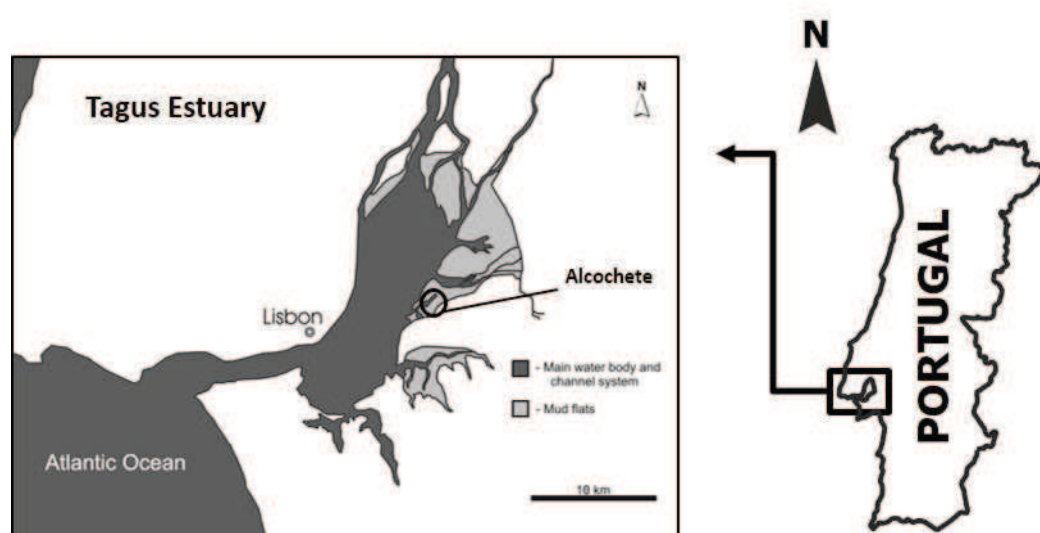 Tagus Estuary
N
Alcochete
Lisbon
- Main water body and
channel system
- Mud flats
Atlantic Ocean
10 km
N
PORTUGAL